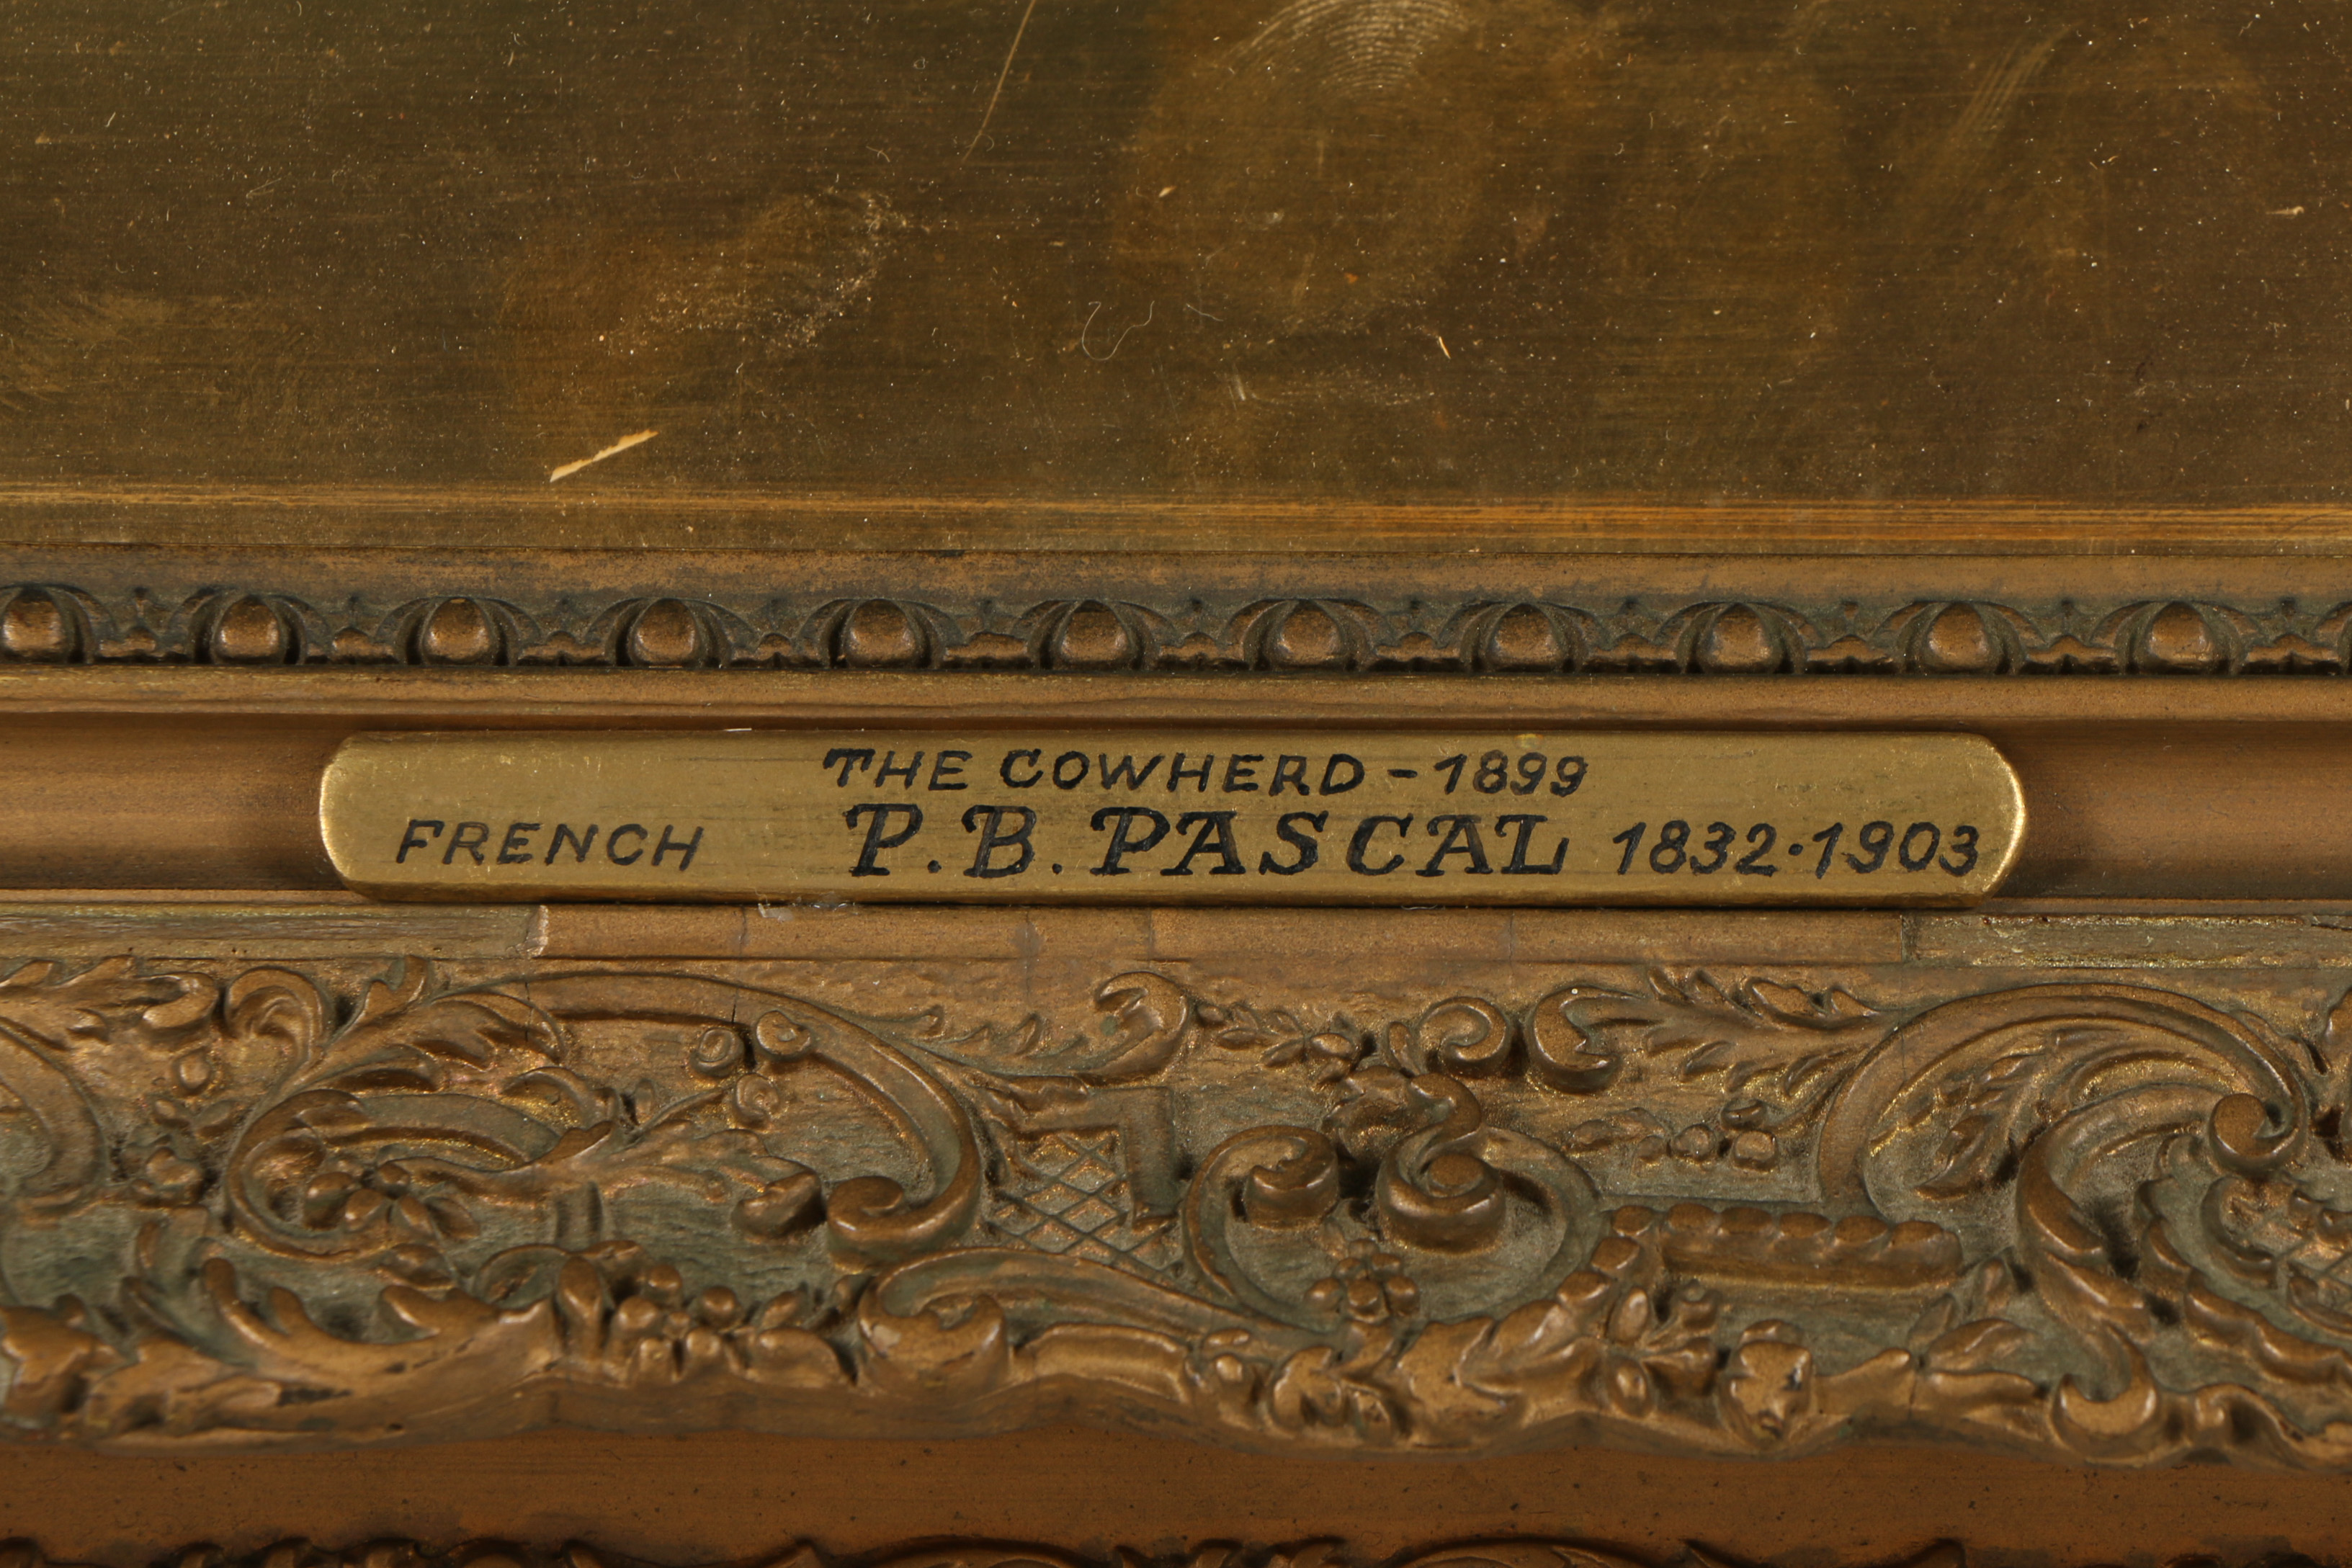 THE COWHERD - 1899
FRENCH P. B. PASCAL 1832·1903